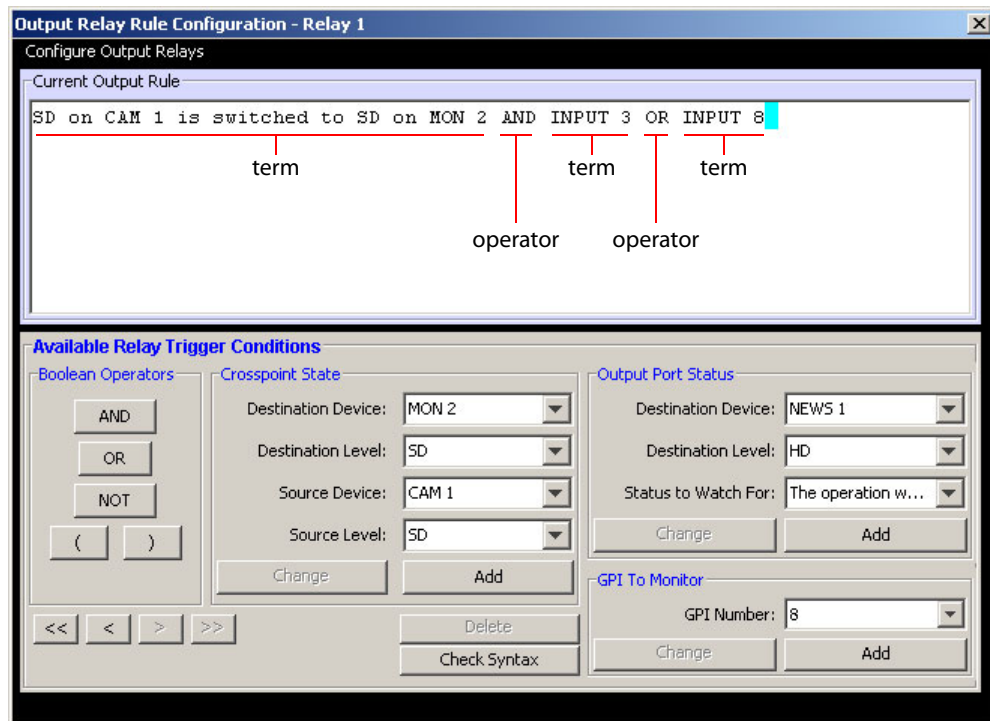 Output Relay Rule Configuration - Relay 1
Configure Output Relays
Current Output Rule
SD on CAM 1 is switched to SD on MON 2 AND INPUT 3 OR INPUT 8
term term term
operator operator
Available Relay Trigger Conditions
Boolean Operators
AND
OR
NOT
( )
Crosspoint State
Destination Device: MON 2
Destination Level: SD
Source Device: CAM 1
Source Level: SD
Change Add
Output Port Status
Destination Device: NEWS 1
Destination Level: HD
Status to Watch For: The operation w...
Change Add
GPI To Monitor
GPI Number: 8
Change Add
<< < > >>
Delete
Check Syntax